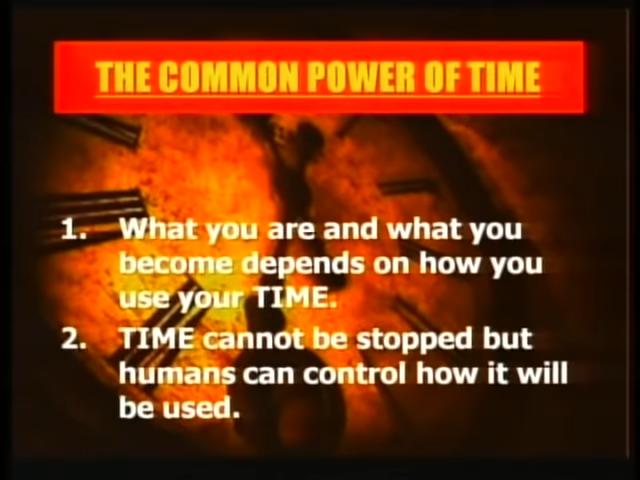 THE COMMON POWER OF TIME
1. What you are and what you
become depends on how you
use your TIME.
2. TIME cannot be stopped but
humans can control how it will
be used.